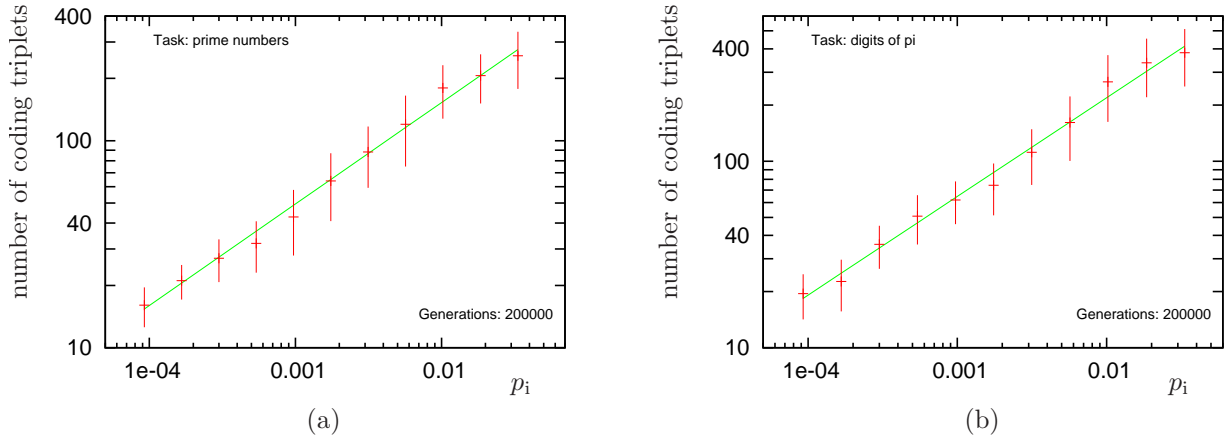 number of coding triplets
400
100
40
10
Task: prime numbers
Generations: 200000
1e-04
0.001
0.01
p_i
(a)
number of coding triplets
400
100
40
10
Task: digits of pi
Generations: 200000
1e-04
0.001
0.01
p_i
(b)